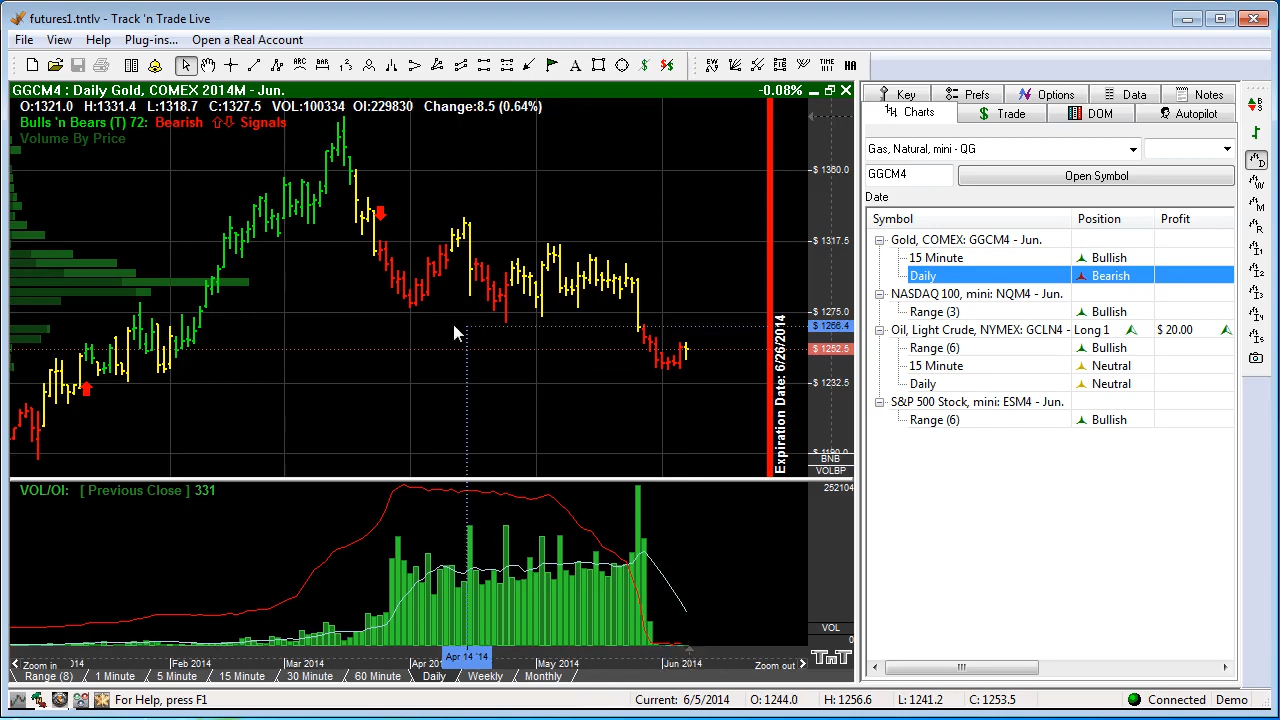 futures1.tntlv - Track 'n Trade Live
File View Help Plug-ins... Open a Real Account
GGCM4 : Daily Gold, COMEX 2014M - Jun. -0.08%
O:1321.0 H:1331.4 L:1318.7 C:1327.5 VOL:100334 OI:229830 Change:8.5 (0.64%)
Bulls 'n Bears (T) 72: Bearish Signals
Volume By Price
$ 1380.0
$ 1317.5
$ 1275.0
$ 1266.4
$ 1252.5
$ 1232.5
BNB
VOLBP
Expiration Date: 6/26/2014
VOL/OI: [ Previous Close ] 331
252104
VOL
0
Apr 14 '14
Zoom in 2014 Feb 2014 Mar 2014 Apr 20 May 2014 Jun 2014 Zoom out
TNT
Range (8) 1 Minute 5 Minute 15 Minute 30 Minute 60 Minute Daily Weekly Monthly
Key Prefs Options Data Notes
Charts Trade DOM Autopilot
Gas, Natural, mini - QG
GGCM4 Open Symbol
Date
Symbol Position Profit
Gold, COMEX: GGCM4 - Jun.
15 Minute Bullish
Daily Bearish
NASDAQ 100, mini: NQM4 - Jun.
Range (3) Bullish
Oil, Light Crude, NYMEX: GCLN4 - Long 1 $ 20.00
Range (6) Bullish
15 Minute Neutral
Daily Neutral
S&P 500 Stock, mini: ESM4 - Jun.
Range (6) Bullish
For Help, press F1 Current: 6/5/2014 O: 1244.0 H: 1256.6 L: 1241.2 C: 1253.5 Connected Demo